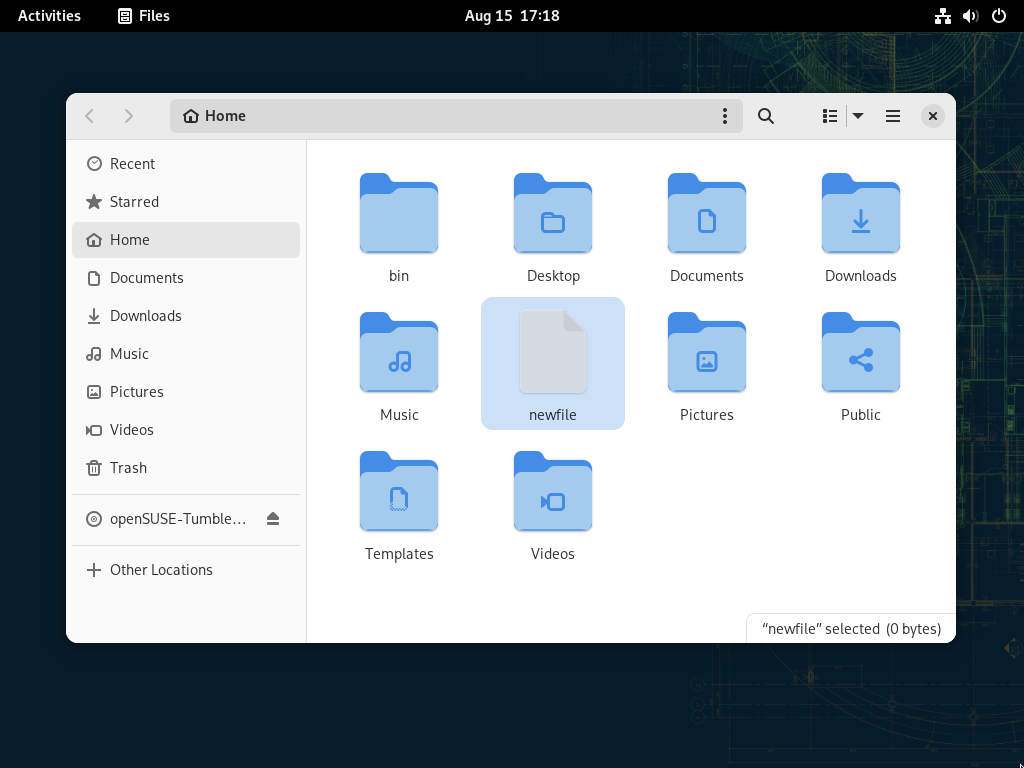 Activities Files Aug 15 17:18
Home
Recent
Starred
Home
Documents
Downloads
Music
Pictures
Videos
Trash
openSUSE-Tumble…
Other Locations
bin Desktop Documents Downloads
Music newfile Pictures Public
Templates Videos
“newfile” selected (0 bytes)